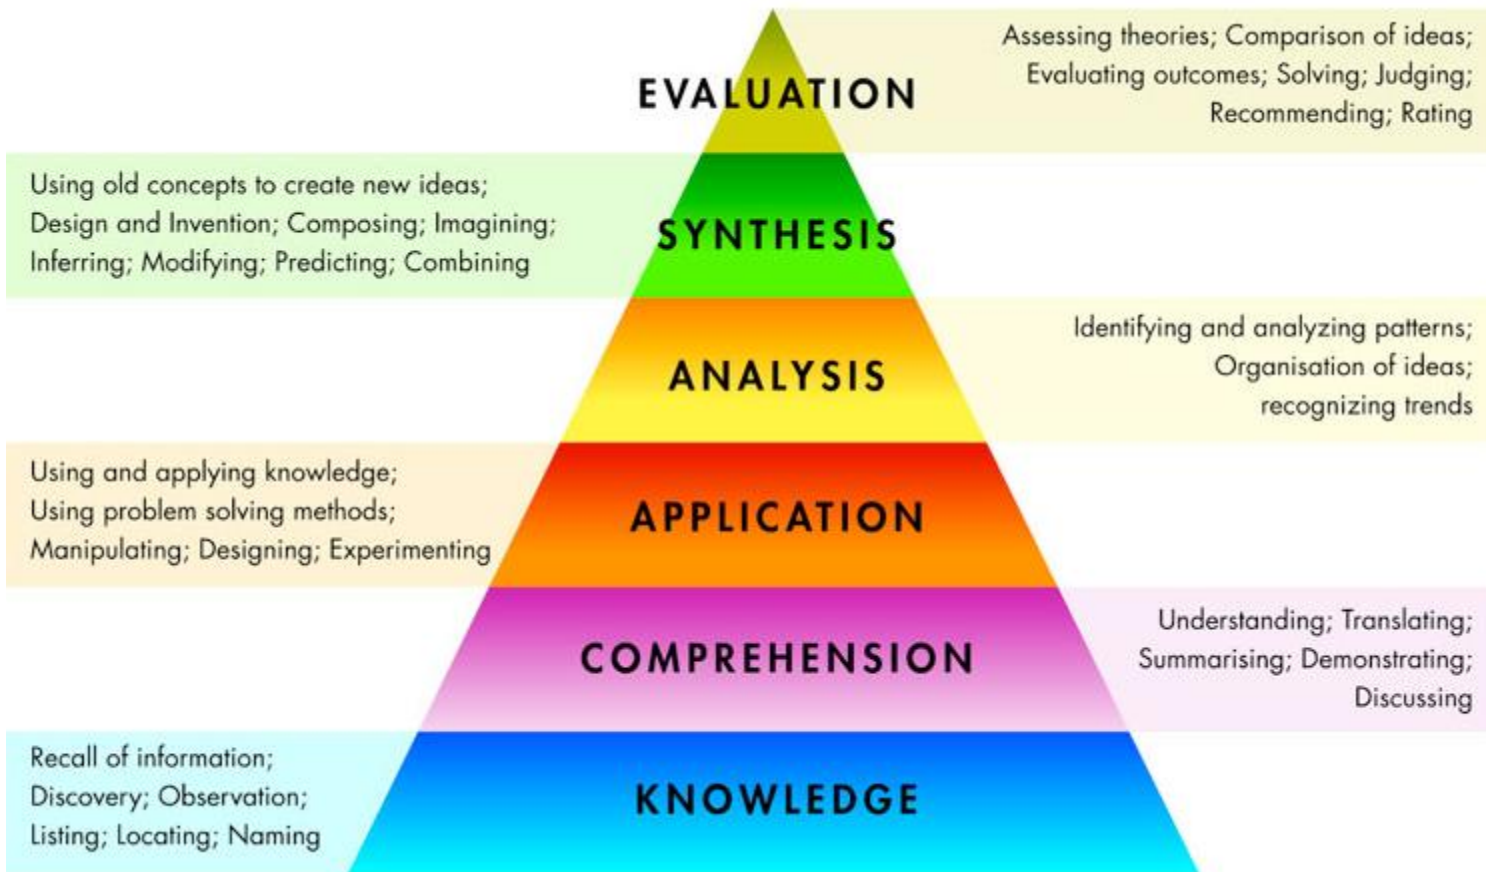 EVALUATION
Assessing theories; Comparison of ideas;
Evaluating outcomes; Solving; Judging;
Recommending; Rating
Using old concepts to create new ideas;
Design and Invention; Composing; Imagining;
Inferring; Modifying; Predicting; Combining
SYNTHESIS
ANALYSIS
Identifying and analyzing patterns;
Organisation of ideas;
recognizing trends
Using and applying knowledge;
Using problem solving methods;
Manipulating; Designing; Experimenting
APPLICATION
COMPREHENSION
Understanding; Translating;
Summarising; Demonstrating;
Discussing
Recall of information;
Discovery; Observation;
Listing; Locating; Naming
KNOWLEDGE